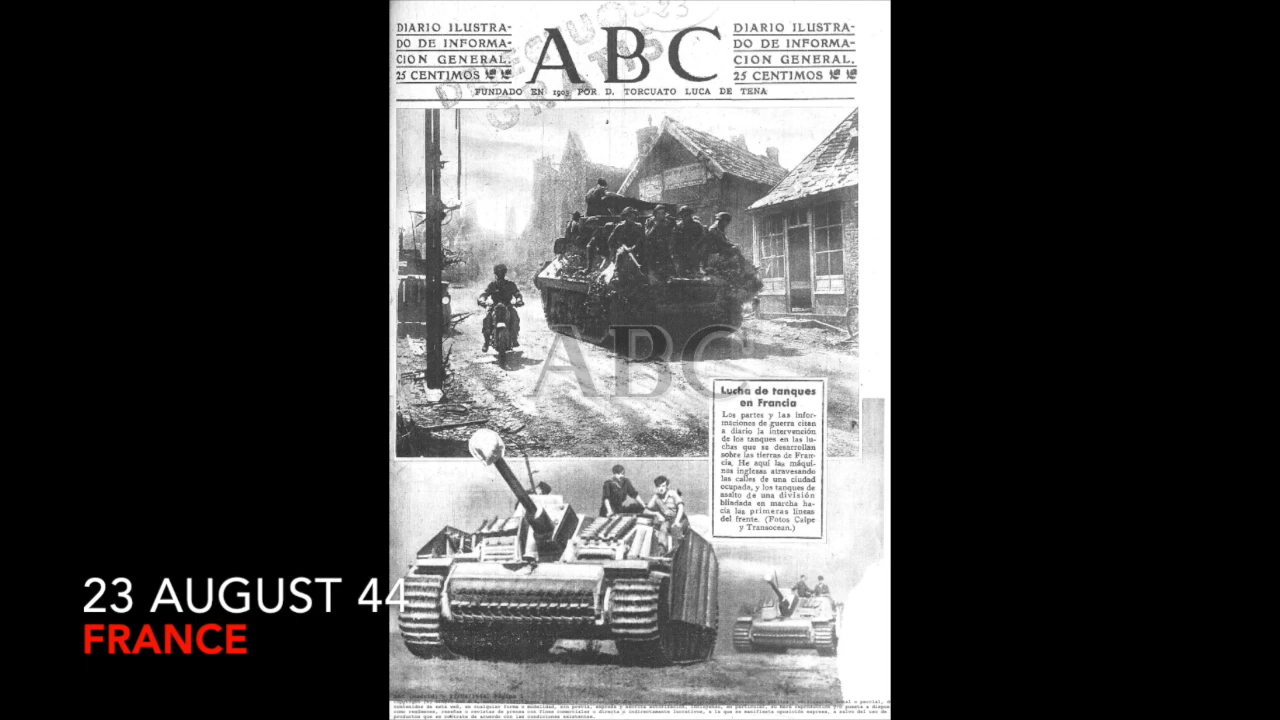 DIARIO ILUSTRA-
DO DE INFORMA-
CION GENERAL.
25 CENTIMOS
ABC
DIARIO ILUSTRA-
DO DE INFORMA-
CION GENERAL.
25 CENTIMOS
FUNDADO EN 1905 POR D. TORCUATO LUCA DE TENA
ABC
Lucha de tanques
en Francia
Los partes y las infor-
maciones de guerra citan
a diario la intervención
de los tanques en las lu-
chas que se desarrollan
sobre las tierras de Fran-
cia. He aquí las máqui-
nas inglesas atravesando
las calles de una ciudad
ocupada, y los tanques de
asalto de una división
blindada en marcha ha-
cia las primeras líneas
del frente. (Fotos Calpe
y Transocean.)
23 AUGUST 44
FRANCE